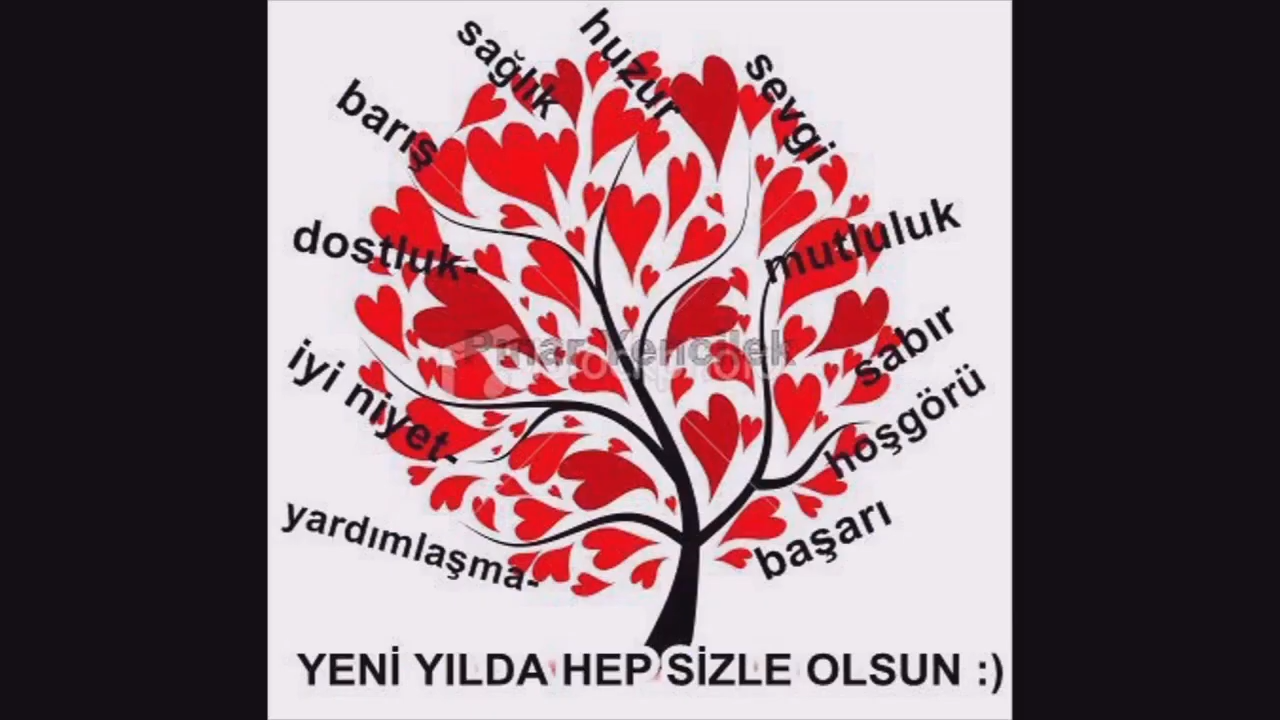 sağlık
huzur
sevgi
barış
mutluluk
dostluk-
sabır
iyi niyet-
hoşgörü
yardımlaşma-
başarı
YENİ YILDA HEP SİZLE OLSUN :)